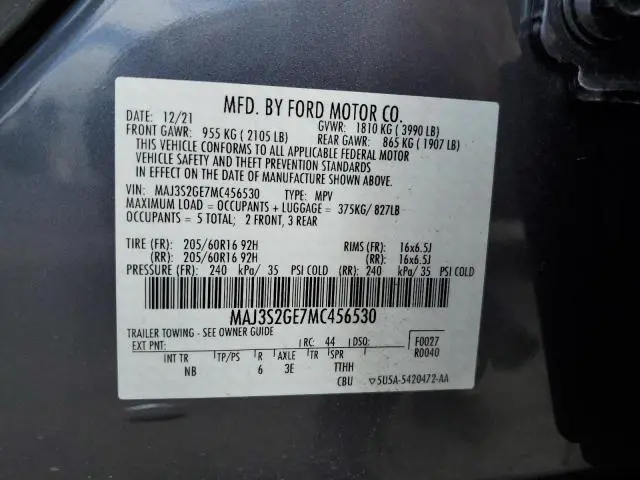 MFD. BY FORD MOTOR CO.
DATE: 12/21 GVWR: 1810 KG ( 3990 LB)
FRONT GAWR: 955 KG ( 2105 LB) REAR GAWR: 865 KG ( 1907 LB)
THIS VEHICLE CONFORMS TO ALL APPLICABLE FEDERAL MOTOR
VEHICLE SAFETY AND THEFT PREVENTION STANDARDS
IN EFFECT ON THE DATE OF MANUFACTURE SHOWN ABOVE.
VIN: MAJ3S2GE7MC456530 TYPE: MPV
MAXIMUM LOAD = OCCUPANTS + LUGGAGE = 375KG/ 827LB
OCCUPANTS = 5 TOTAL; 2 FRONT, 3 REAR
TIRE (FR): 205/60R16 92H RIMS (FR): 16x6.5J
(RR): 205/60R16 92H (RR): 16x6.5J
PRESSURE (FR): 240 kPa/ 35 PSI COLD (RR): 240 kPa/ 35 PSI COLD
MAJ3S2GE7MC456530
TRAILER TOWING - SEE OWNER GUIDE
EXT PNT: RC: 44 DSO: F0027
R0040
INT TR TP/PS R AXLE TR SPR
NB 6 3E TTHH
CBU ▽5U5A-5420472-AA